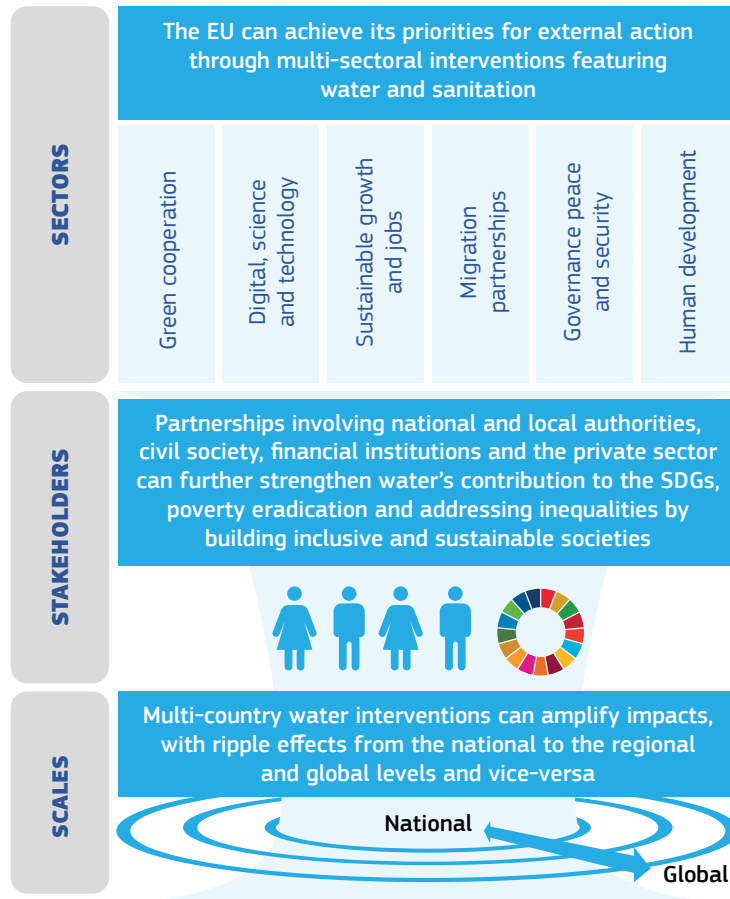 SECTORS
The EU can achieve its priorities for external action
through multi-sectoral interventions featuring
water and sanitation
Green cooperation
Digital, science
and technology
Sustainable growth
and jobs
Migration
partnerships
Governance peace
and security
Human development
STAKEHOLDERS
Partnerships involving national and local authorities,
civil society, financial institutions and the private sector
can further strengthen water's contribution to the SDGs,
poverty eradication and addressing inequalities by
building inclusive and sustainable societies
SCALES
Multi-country water interventions can amplify impacts,
with ripple effects from the national to the regional
and global levels and vice-versa
National
Global